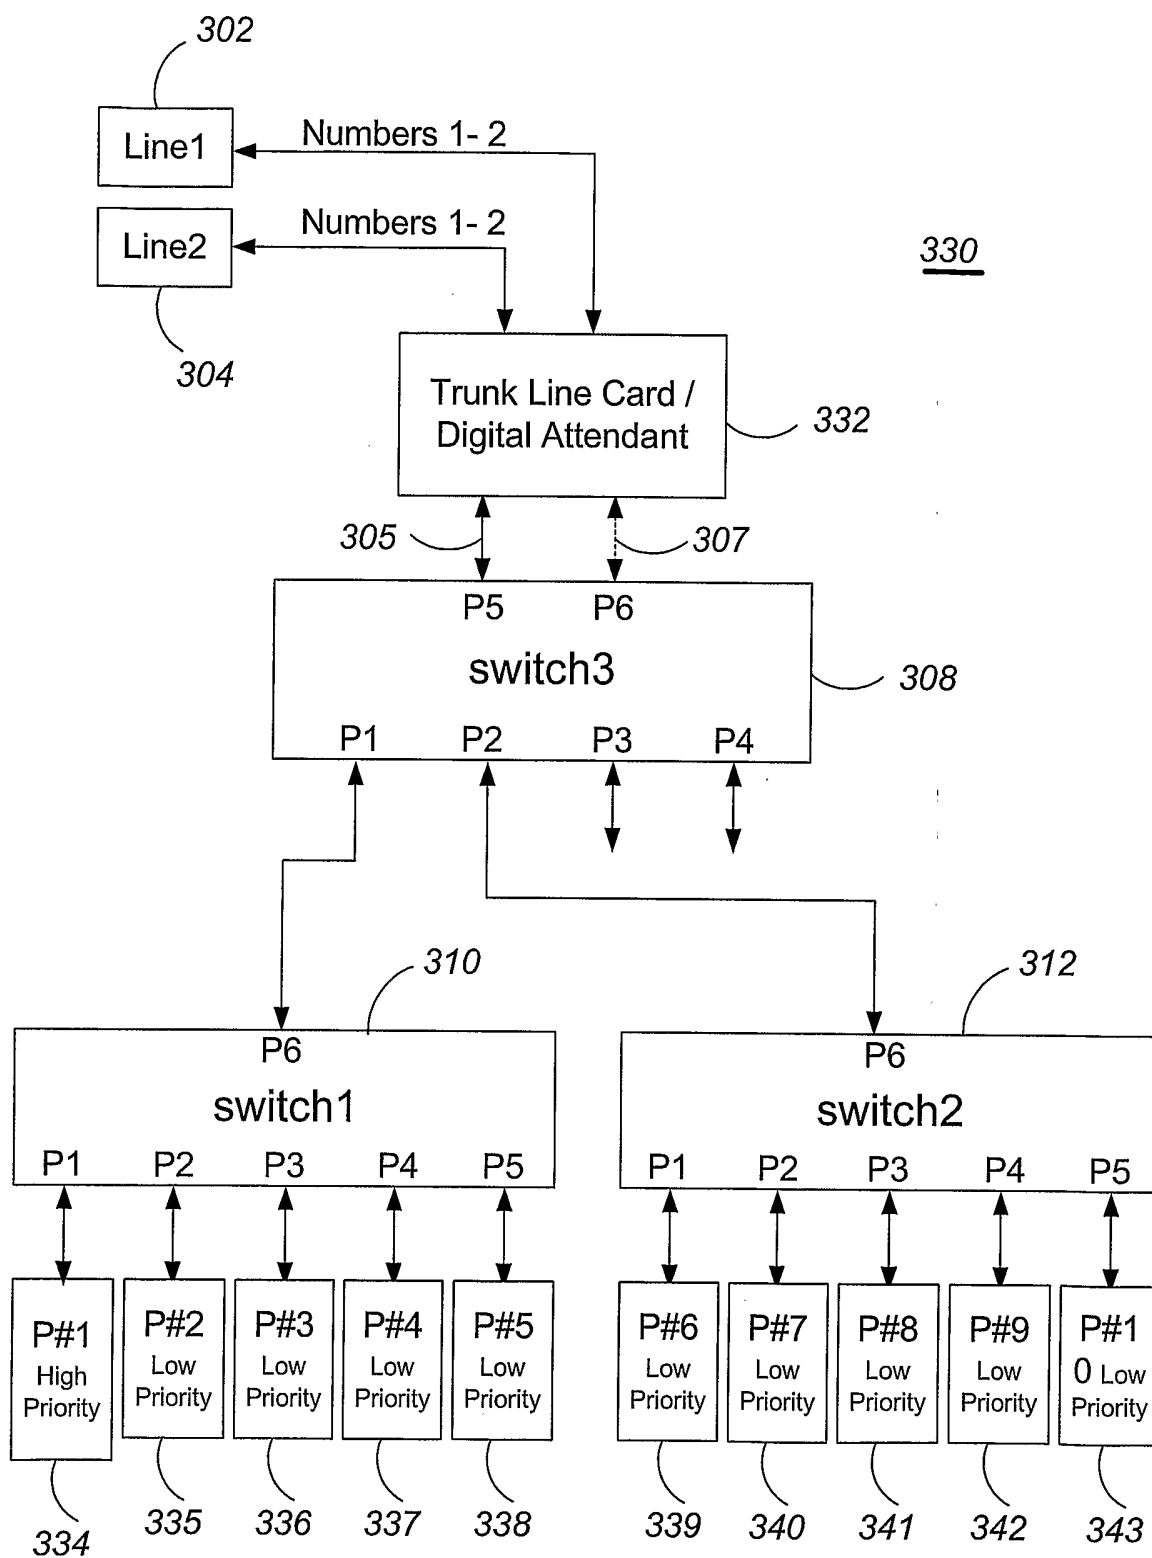 302
Line1
Numbers 1- 2
Line2
Numbers 1- 2
304
330
Trunk Line Card /
Digital Attendant
332
305
307
P5 P6
switch3
308
P1 P2 P3 P4
310
312
P6
switch1
P1 P2 P3 P4 P5
P6
switch2
P1 P2 P3 P4 P5
P#1
High
Priority
P#2
Low
Priority
P#3
Low
Priority
P#4
Low
Priority
P#5
Low
Priority
P#6
Low
Priority
P#7
Low
Priority
P#8
Low
Priority
P#9
Low
Priority
P#1
0 Low
Priority
334
335
336
337
338
339
340
341
342
343